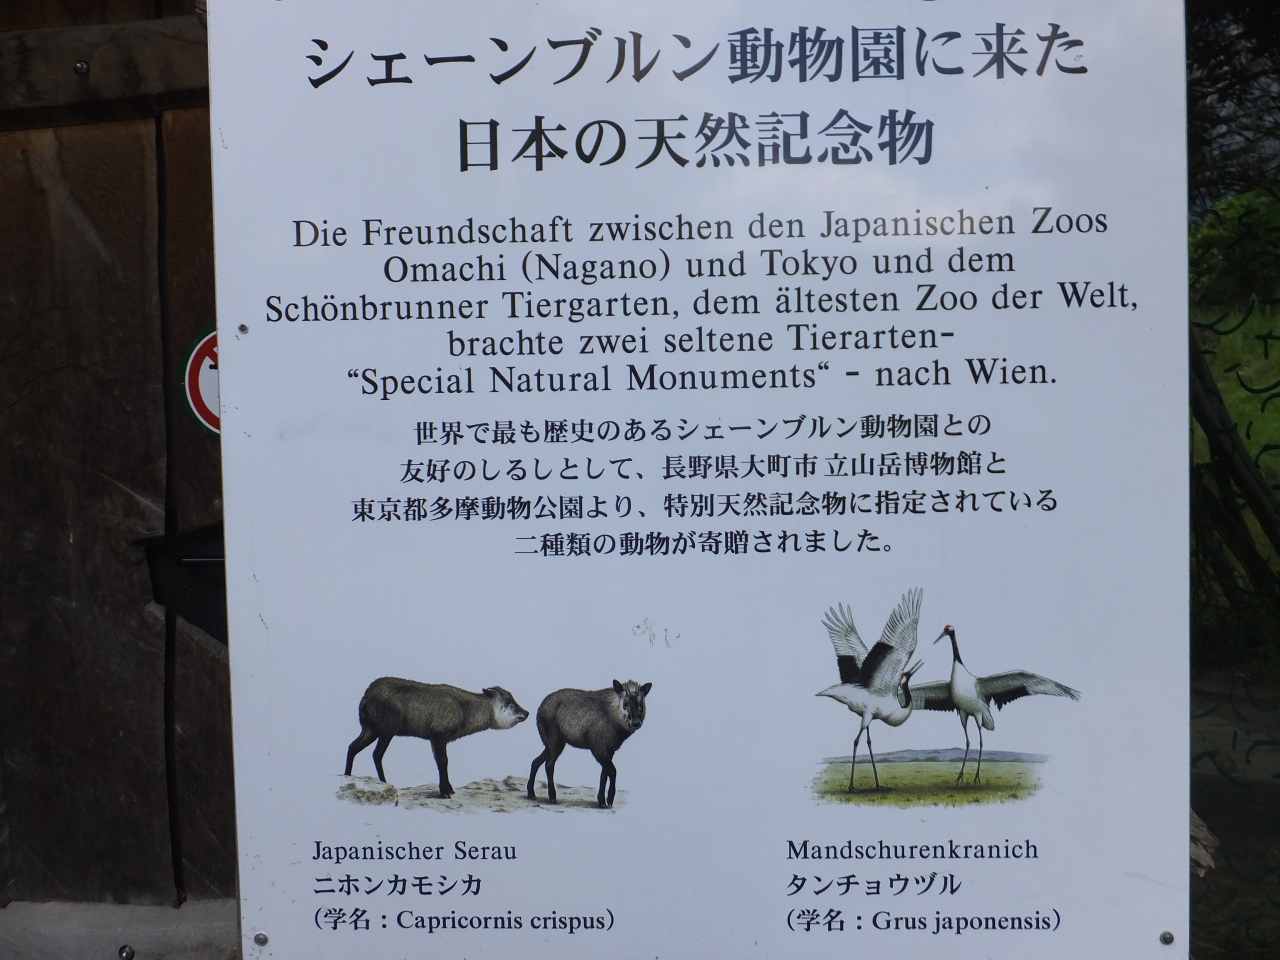 シェーンブルン動物園に来た
日本の天然記念物
Die Freundschaft zwischen den Japanischen Zoos
Omachi (Nagano) und Tokyo und dem
Schönbrunner Tiergarten, dem ältesten Zoo der Welt,
brachte zwei seltene Tierarten-
“Special Natural Monuments“ - nach Wien.
世界で最も歴史のあるシェーンブルン動物園との
友好のしるしとして、長野県大町市立山岳博物館と
東京都多摩動物公園より、特別天然記念物に指定されている
二種類の動物が寄贈されました。
Japanischer Serau
ニホンカモシカ
(学名：Capricornis crispus)
Mandschurenkranich
タンチョウヅル
(学名：Grus japonensis)